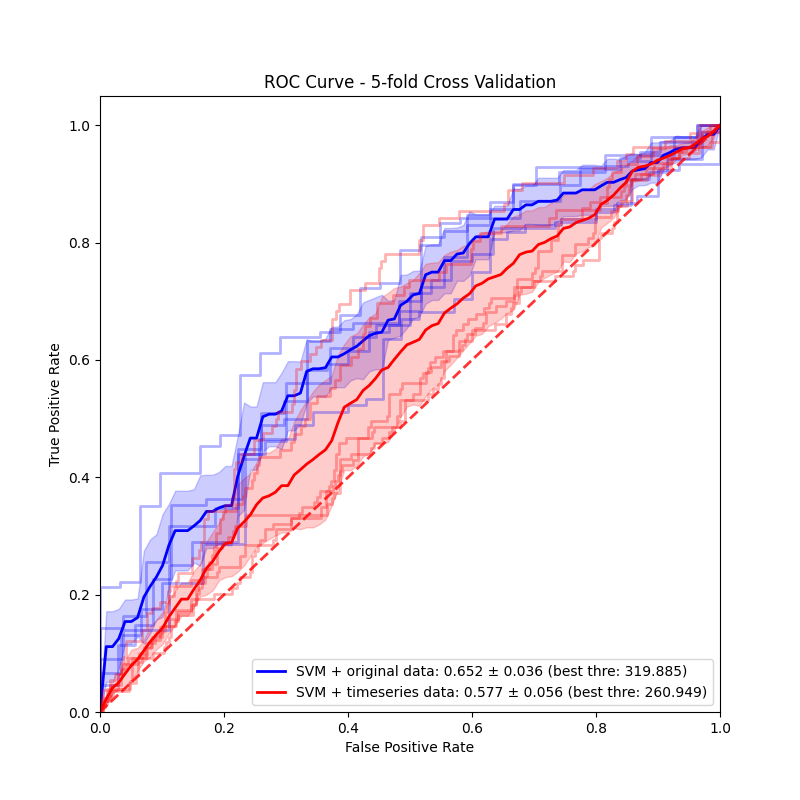 ROC Curve - 5-fold Cross Validation
1.0
0.8
0.6
0.4
0.2
0.0
True Positive Rate
SVM + original data: 0.652 ± 0.036 (best thre: 319.885)
SVM + timeseries data: 0.577 ± 0.056 (best thre: 260.949)
0.0 0.2 0.4 0.6 0.8 1.0
False Positive Rate